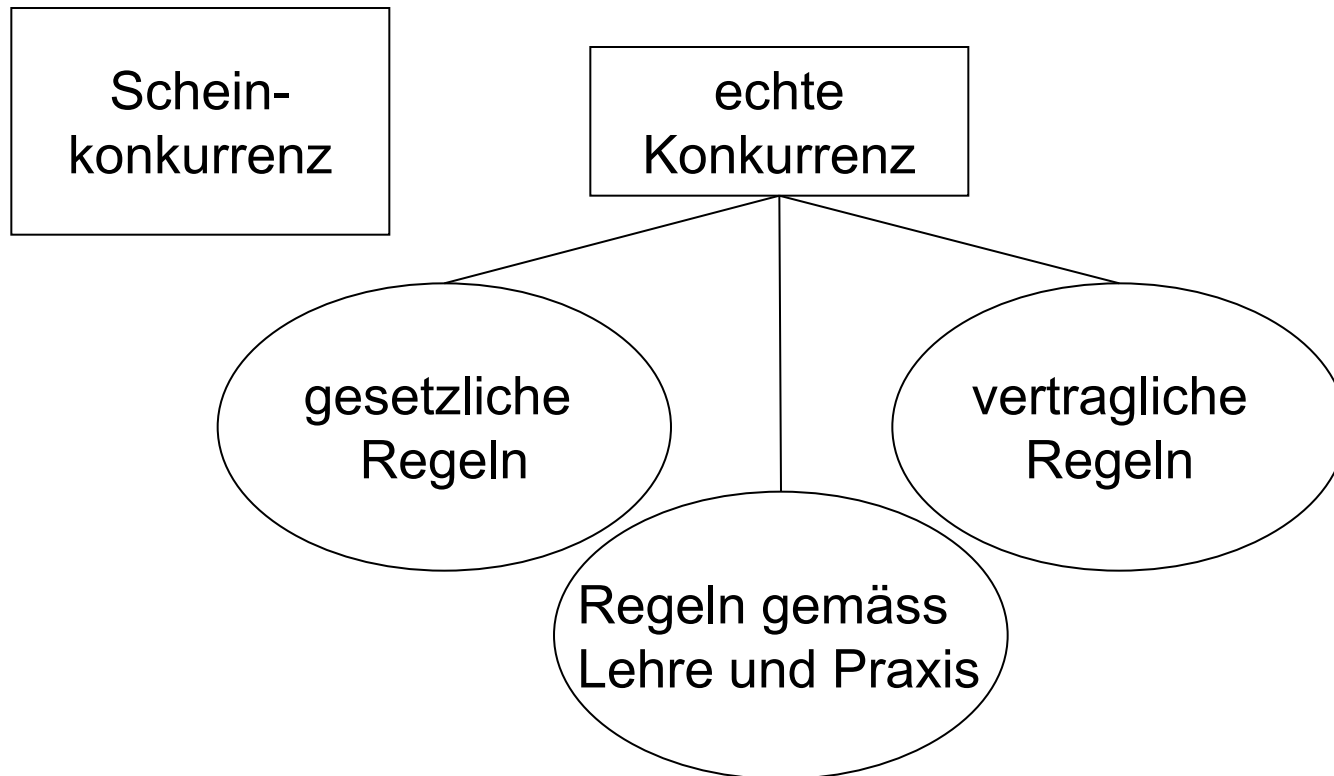 Schein-
konkurrenz
echte
Konkurrenz
gesetzliche
Regeln
vertragliche
Regeln
Regeln gemäss
Lehre und Praxis